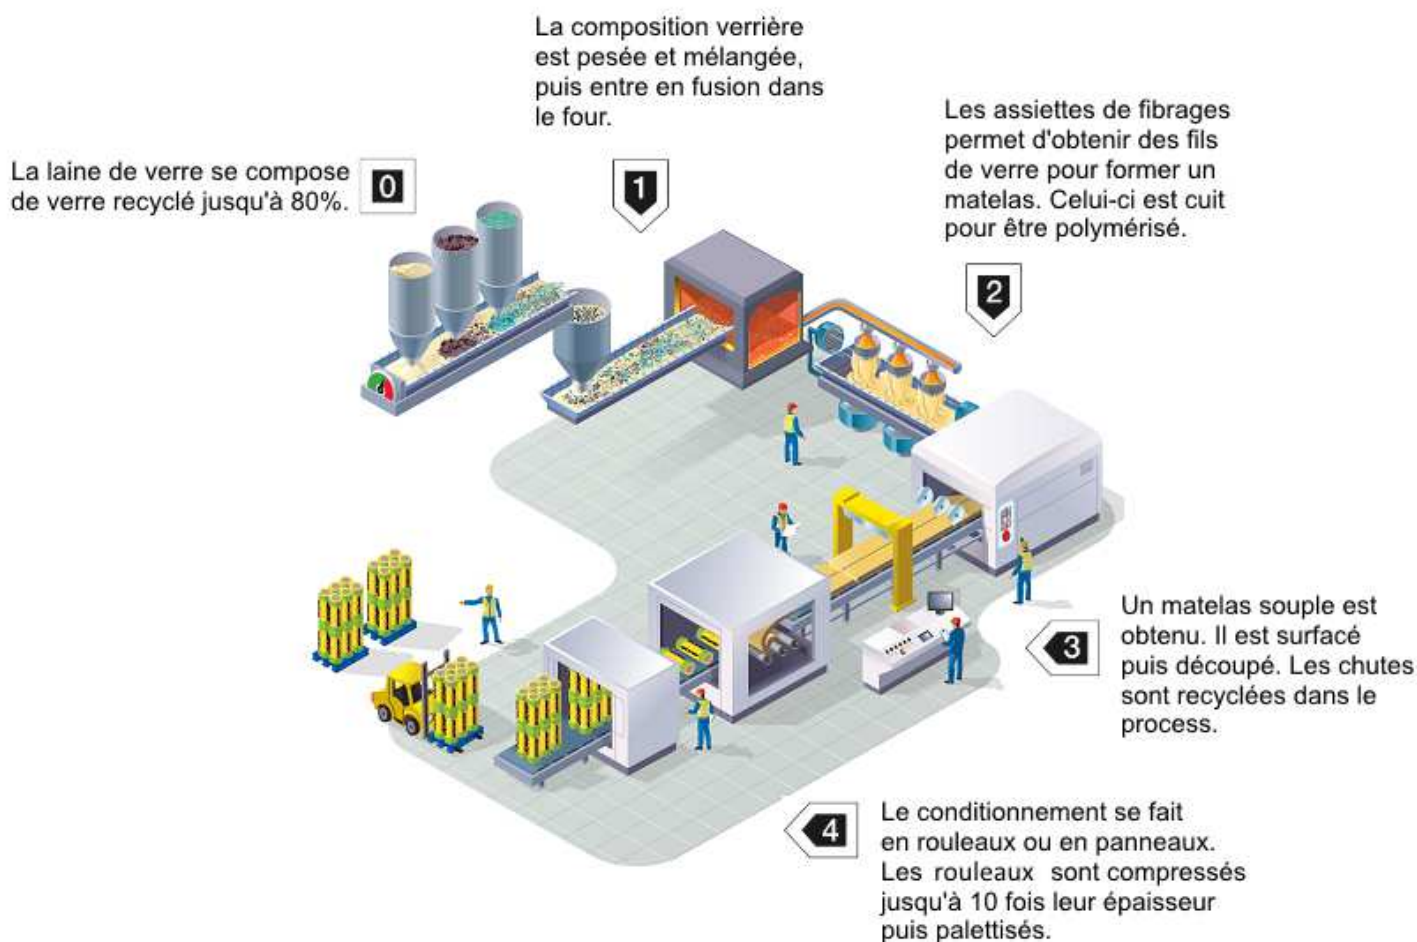 La laine de verre se compose
de verre recyclé jusqu'à 80%.
0
La composition verrière
est pesée et mélangée,
puis entre en fusion dans
le four.
1
Les assiettes de fibrages
permet d'obtenir des fils
de verre pour former un
matelas. Celui-ci est cuit
pour être polymérisé.
2
3
Un matelas souple est
obtenu. Il est surfacé
puis découpé. Les chutes
sont recyclées dans le
process.
4
Le conditionnement se fait
en rouleaux ou en panneaux.
Les rouleaux sont compressés
jusqu'à 10 fois leur épaisseur
puis palettisés.